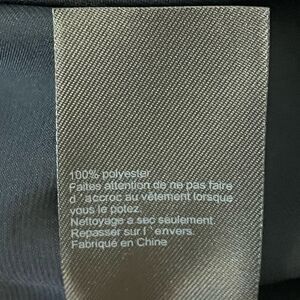 100% polyester
Faites attention de ne pas faire
d'accroc au vêtement lorsque
vous le potez.
Nettoyage a sec seulement.
Repasser sur l'envers.
Fabriqué en Chine